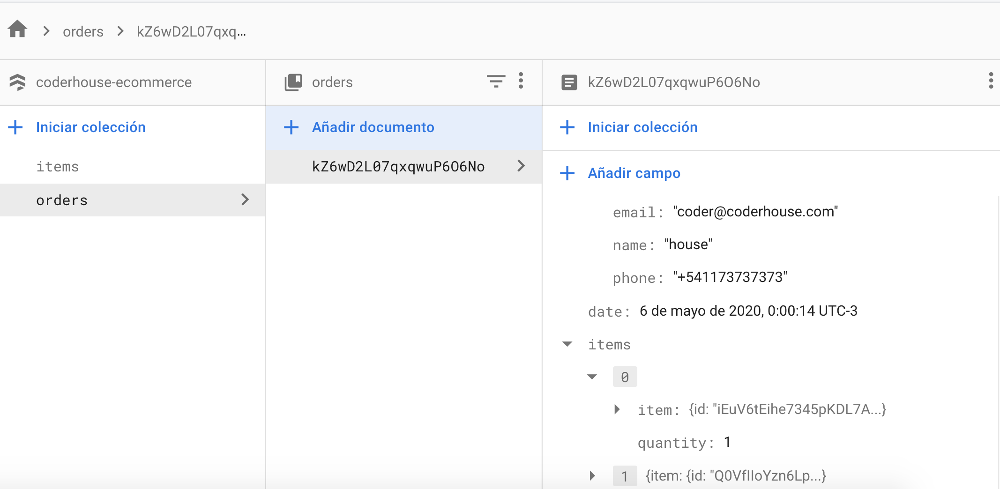 orders kZ6wD2L07qxq...
coderhouse-ecommerce
Iniciar colección
items
orders
orders
Añadir documento
kZ6wD2L07qxqwuP6O6No
kZ6wD2L07qxqwuP6O6No
Iniciar colección
Añadir campo
email: "coder@coderhouse.com"
name: "house"
phone: "+541173737373"
date: 6 de mayo de 2020, 0:00:14 UTC-3
items
0
item: {id: "iEuV6tEihe7345pKDL7A...}
quantity: 1
1 {item: {id: "Q0VfIIoYzn6Lp...}